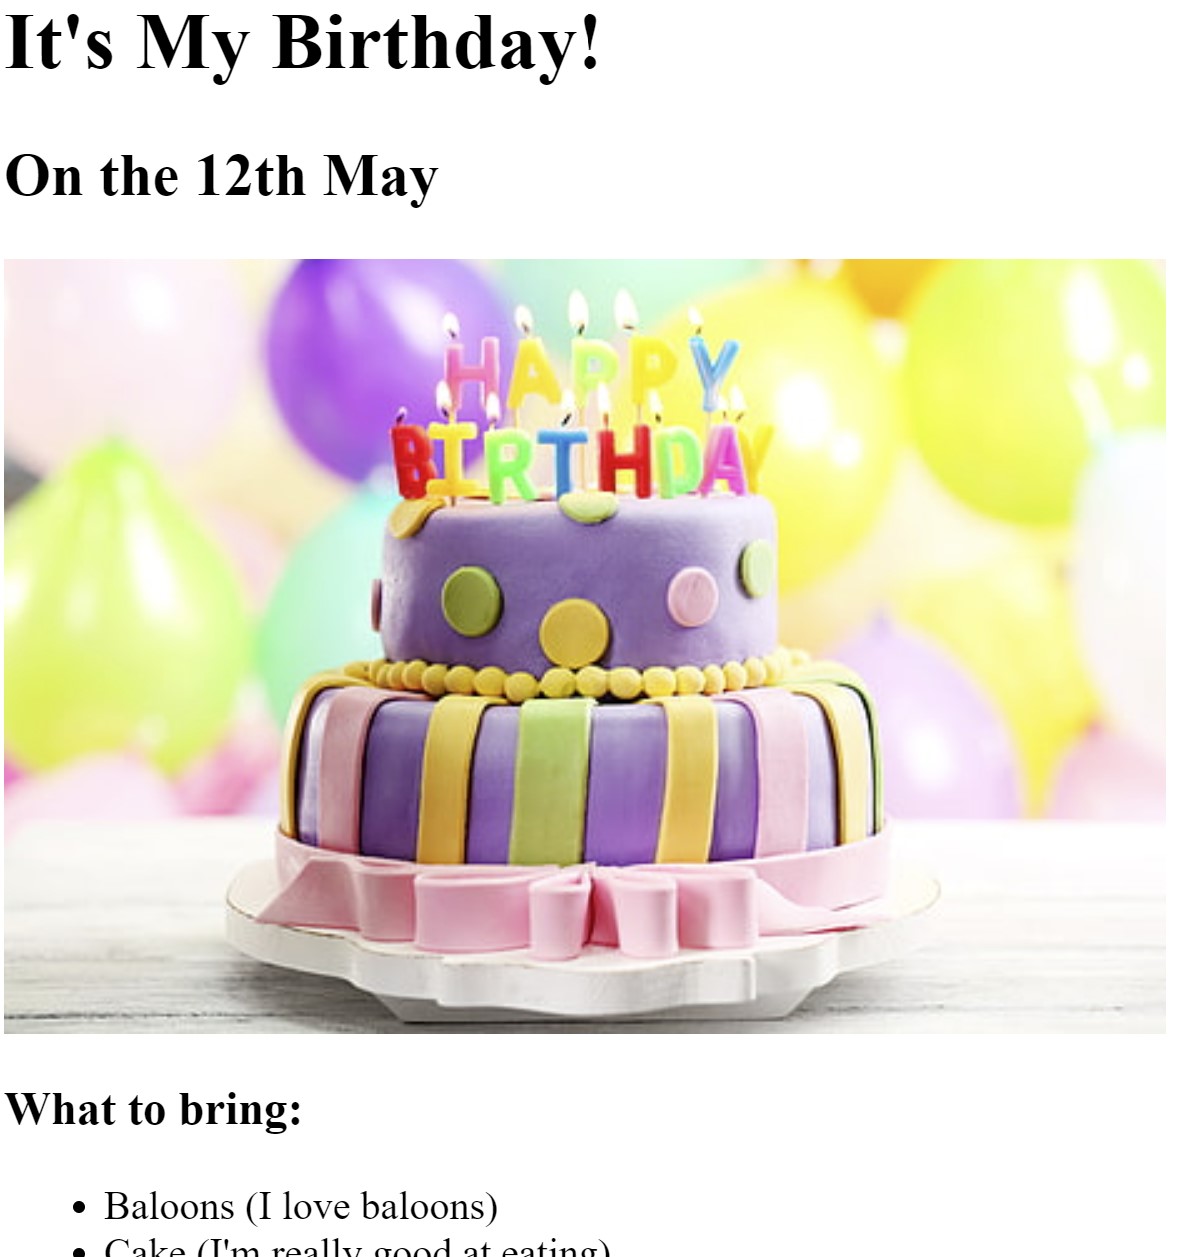 It's My Birthday!
On the 12th May
HAPPY
BIRTHDAY
What to bring:
Baloons (I love baloons)
Cake (I'm really good at eating)